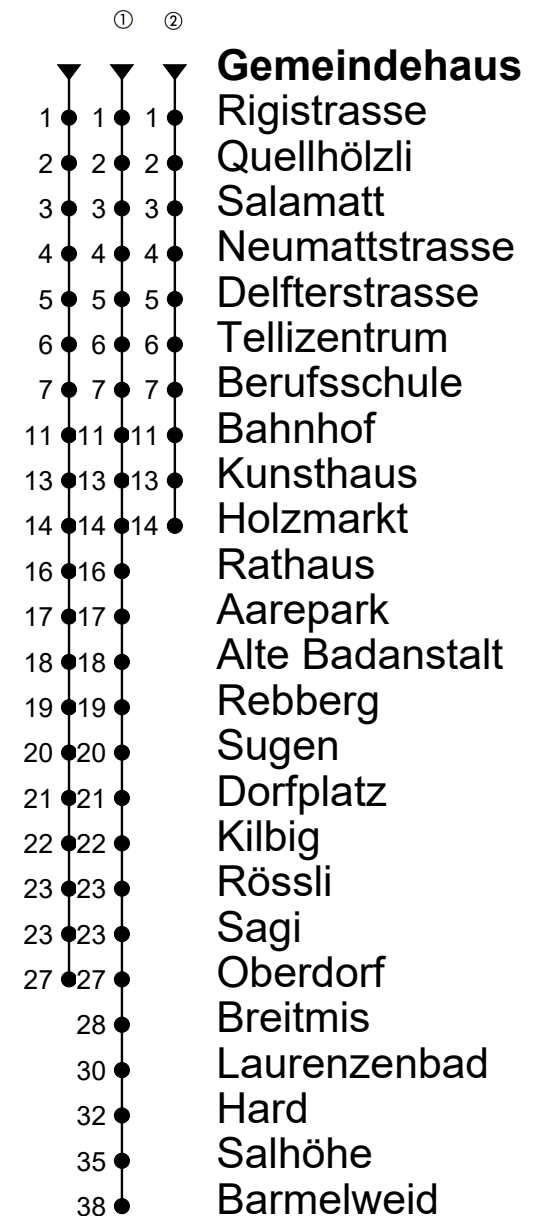 ① ②
Gemeindehaus
1 1 1 Rigistrasse
2 2 2 Quellhölzli
3 3 3 Salamatt
4 4 4 Neumattstrasse
5 5 5 Delfterstrasse
6 6 6 Tellizentrum
7 7 7 Berufsschule
11 11 11 Bahnhof
13 13 13 Kunsthaus
14 14 14 Holzmarkt
16 16 Rathaus
17 17 Aarepark
18 18 Alte Badanstalt
19 19 Rebberg
20 20 Sugen
21 21 Dorfplatz
22 22 Kilbig
23 23 Rössli
23 23 Sagi
27 27 Oberdorf
28 Breitmis
30 Laurenzenbad
32 Hard
35 Salhöhe
38 Barmelweid